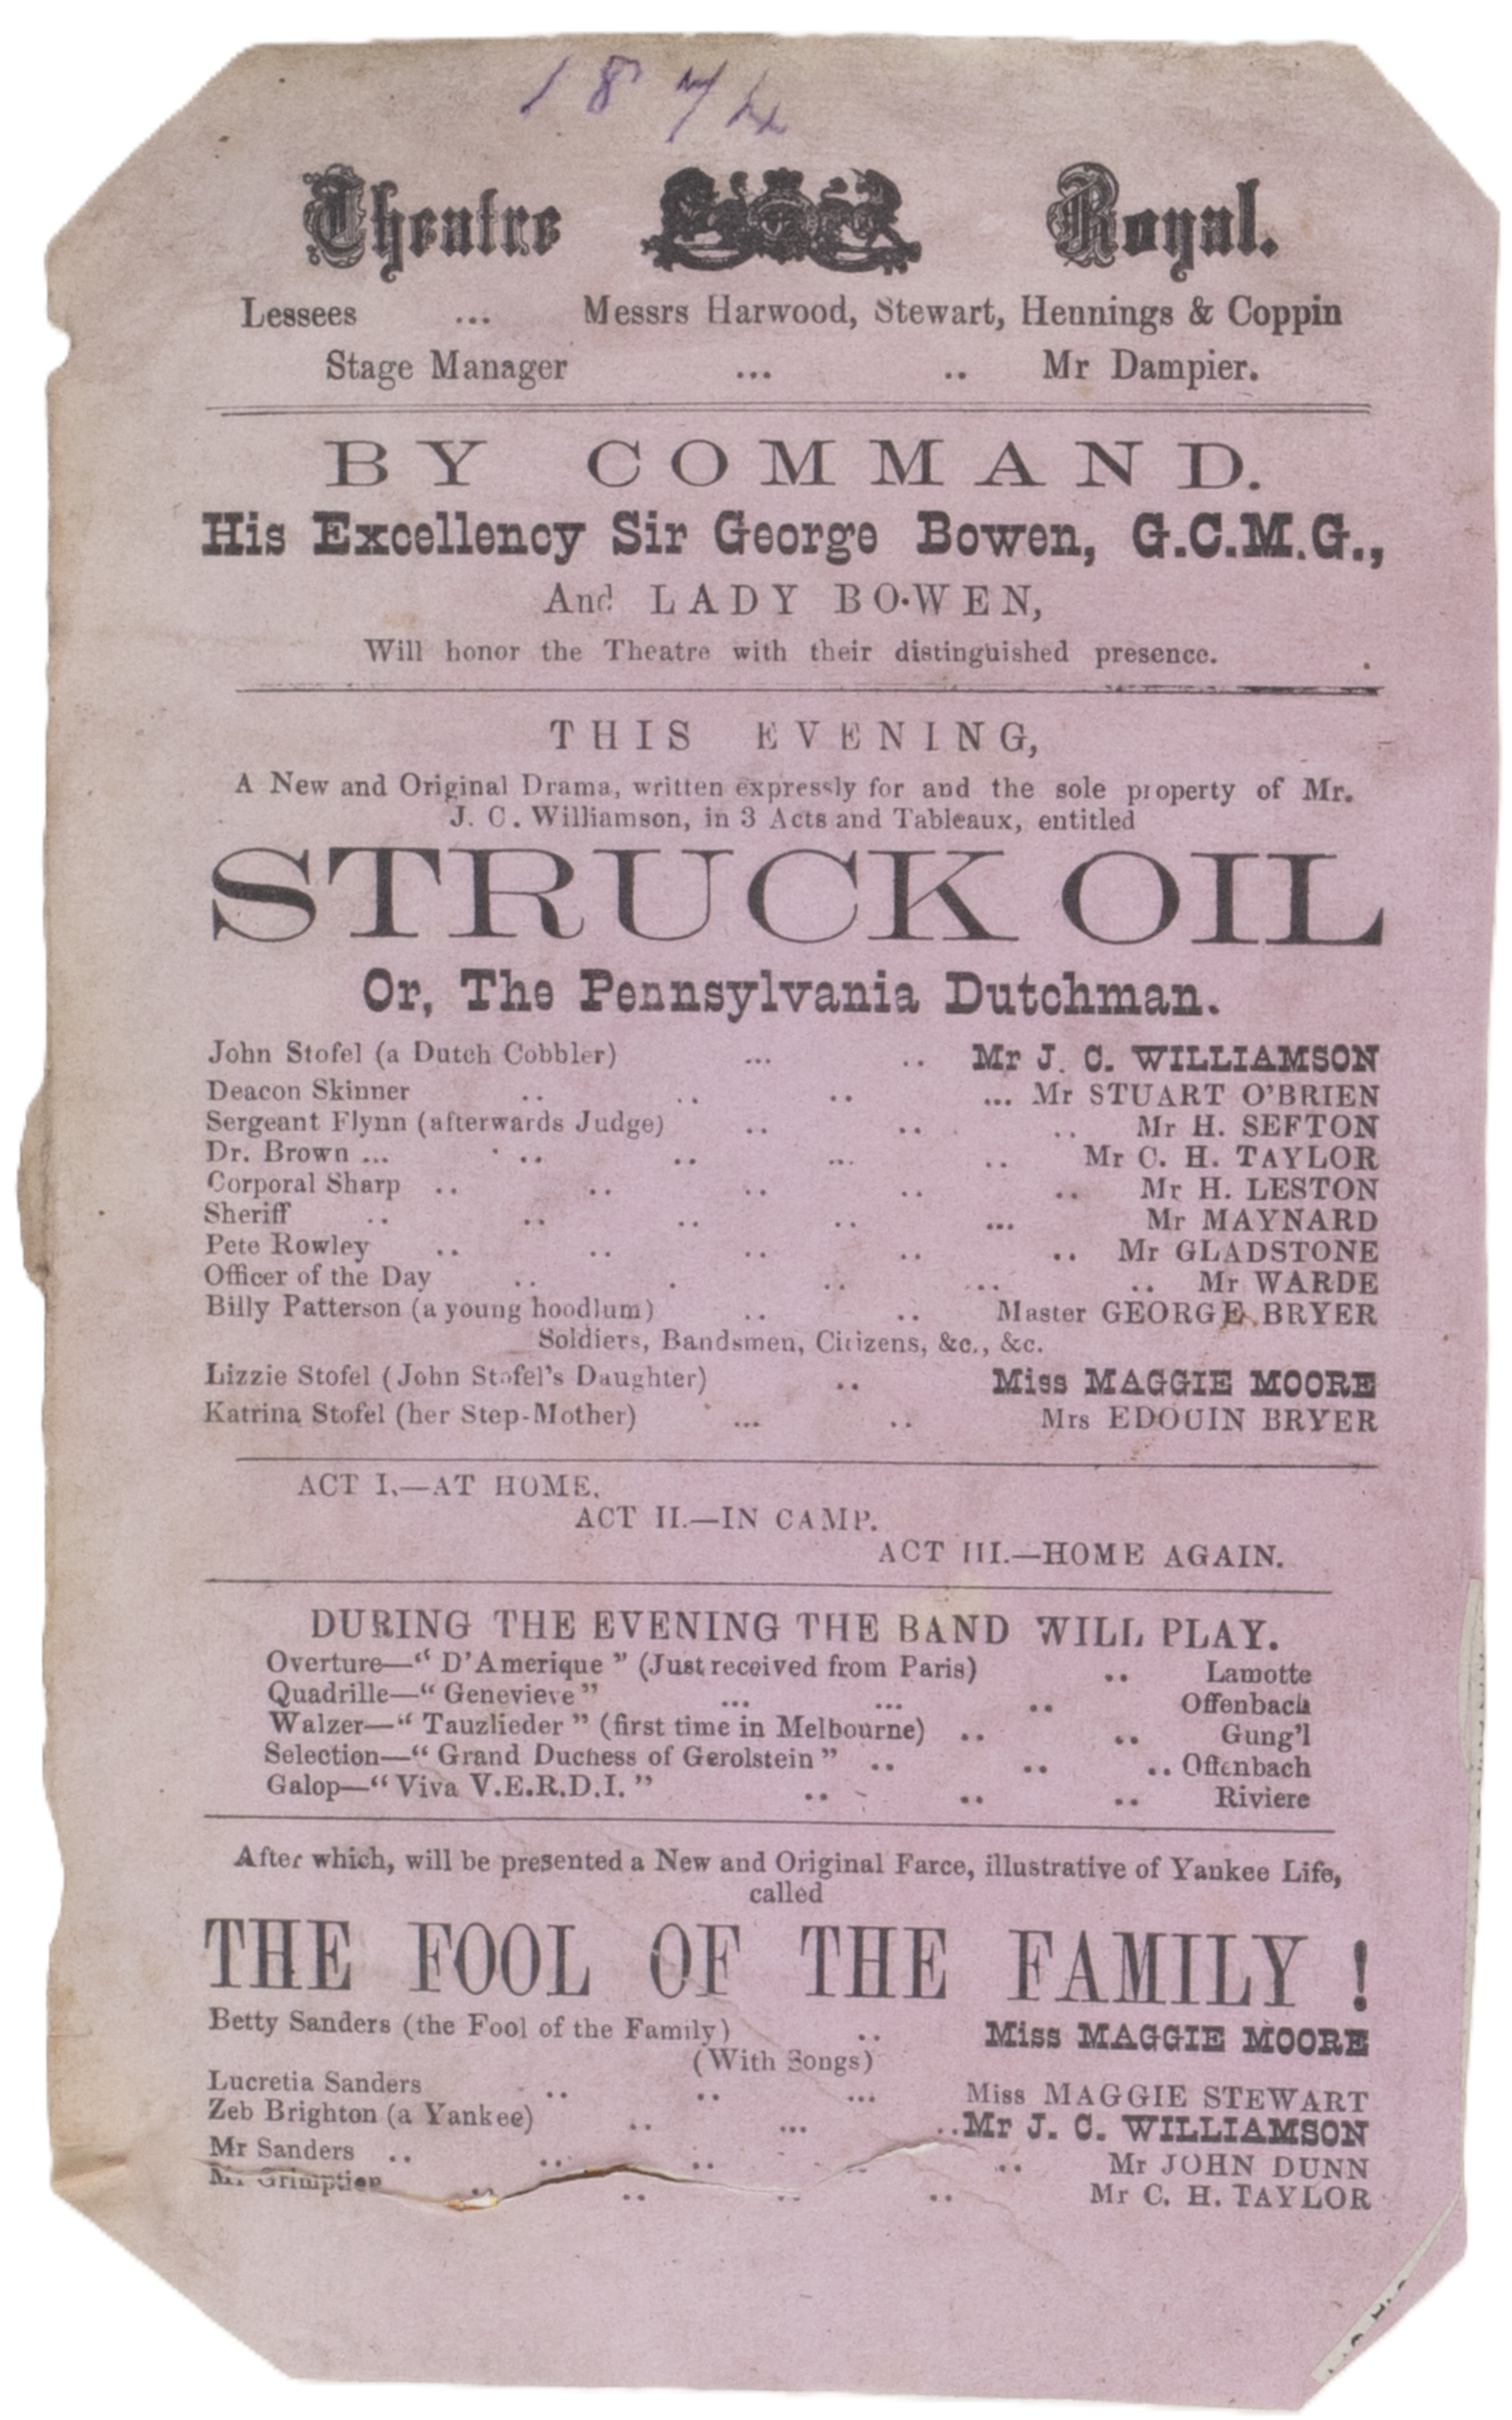 1874
Theatre Royal.
Lessees ... Messrs Harwood, Stewart, Hennings & Coppin
Stage Manager ... .. Mr Dampier.
BY COMMAND.
His Excellency Sir George Bowen, G.C.M.G.,
And LADY BO·WEN,
Will honor the Theatre with their distinguished presence.
THIS EVENING,
A New and Original Drama, written expressly for and the sole property of Mr.
J. C. Williamson, in 3 Acts and Tableaux, entitled
STRUCK OIL
Or, The Pennsylvania Dutchman.
John Stofel (a Dutch Cobbler) ... .. Mr J. C. WILLIAMSON
Deacon Skinner .. .. .. ... Mr STUART O'BRIEN
Sergeant Flynn (afterwards Judge) .. .. .. Mr H. SEFTON
Dr. Brown ... .. .. ... .. Mr C. H. TAYLOR
Corporal Sharp .. .. .. .. .. Mr H. LESTON
Sheriff .. .. .. .. ... Mr MAYNARD
Pete Rowley .. .. .. .. .. Mr GLADSTONE
Officer of the Day .. . .. ... .. Mr WARDE
Billy Patterson (a young hoodlum) .. .. Master GEORGE BRYER
Soldiers, Bandsmen, Citizens, &c., &c.
Lizzie Stofel (John Stofel's Daughter) .. Miss MAGGIE MOORE
Katrina Stofel (her Step-Mother) ... .. Mrs EDOUIN BRYER
ACT I.—AT HOME.
ACT II.—IN CAMP.
ACT III.—HOME AGAIN.
DURING THE EVENING THE BAND WILL PLAY.
Overture—“ D'Amerique ” (Just received from Paris) .. Lamotte
Quadrille—“ Genevieve ” ... ... .. Offenbach
Walzer—“ Tauzlieder ” (first time in Melbourne) .. .. Gung'l
Selection—“ Grand Duchess of Gerolstein ” .. .. .. Offenbach
Galop—“ Viva V.E.R.D.I. ” .. .. .. Riviere
After which, will be presented a New and Original Farce, illustrative of Yankee Life,
called
THE FOOL OF THE FAMILY !
Betty Sanders (the Fool of the Family) .. Miss MAGGIE MOORE
(With Songs)
Lucretia Sanders .. .. ... Miss MAGGIE STEWART
Zeb Brighton (a Yankee) .. ... .. Mr J. C. WILLIAMSON
Mr Sanders .. .. .. .. .. Mr JOHN DUNN
Mr .. .. .. .. Mr C. H. TAYLOR